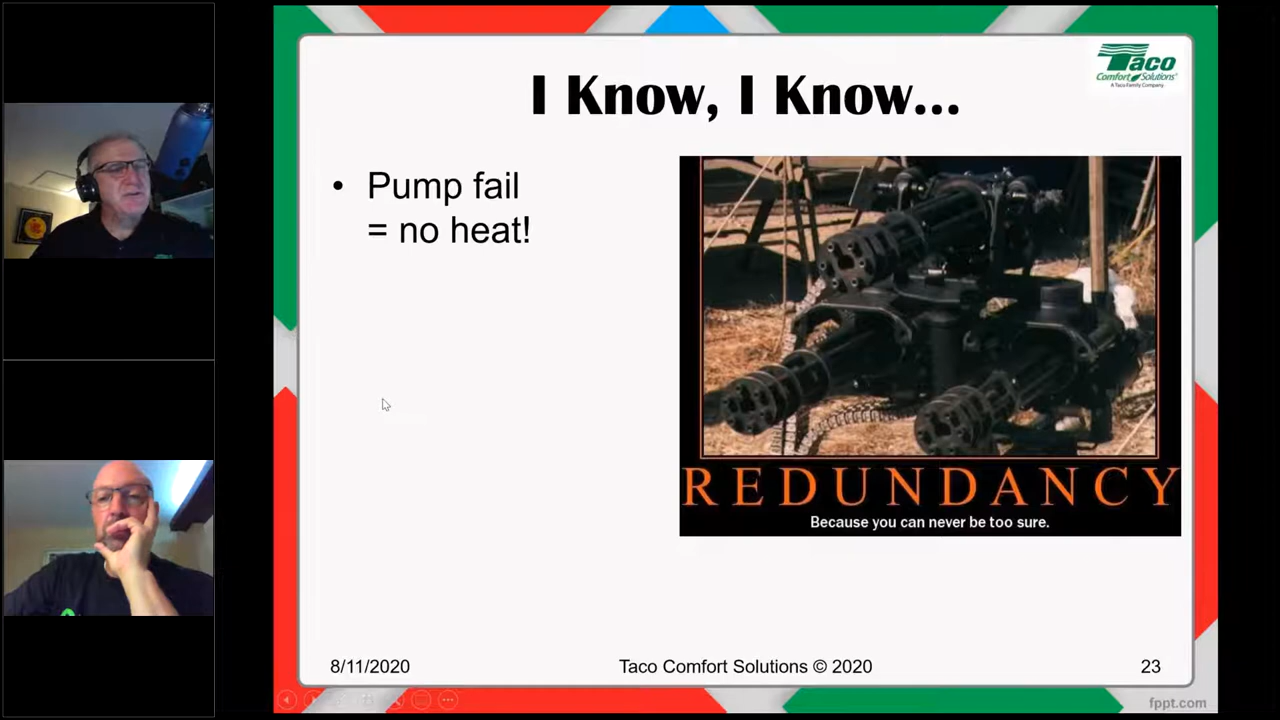 Taco
Comfort Solutions®
A Taco Family Company
I Know, I Know...
• Pump fail
= no heat!
REDUNDANCY
Because you can never be too sure.
8/11/2020
Taco Comfort Solutions © 2020
23
fppt.com